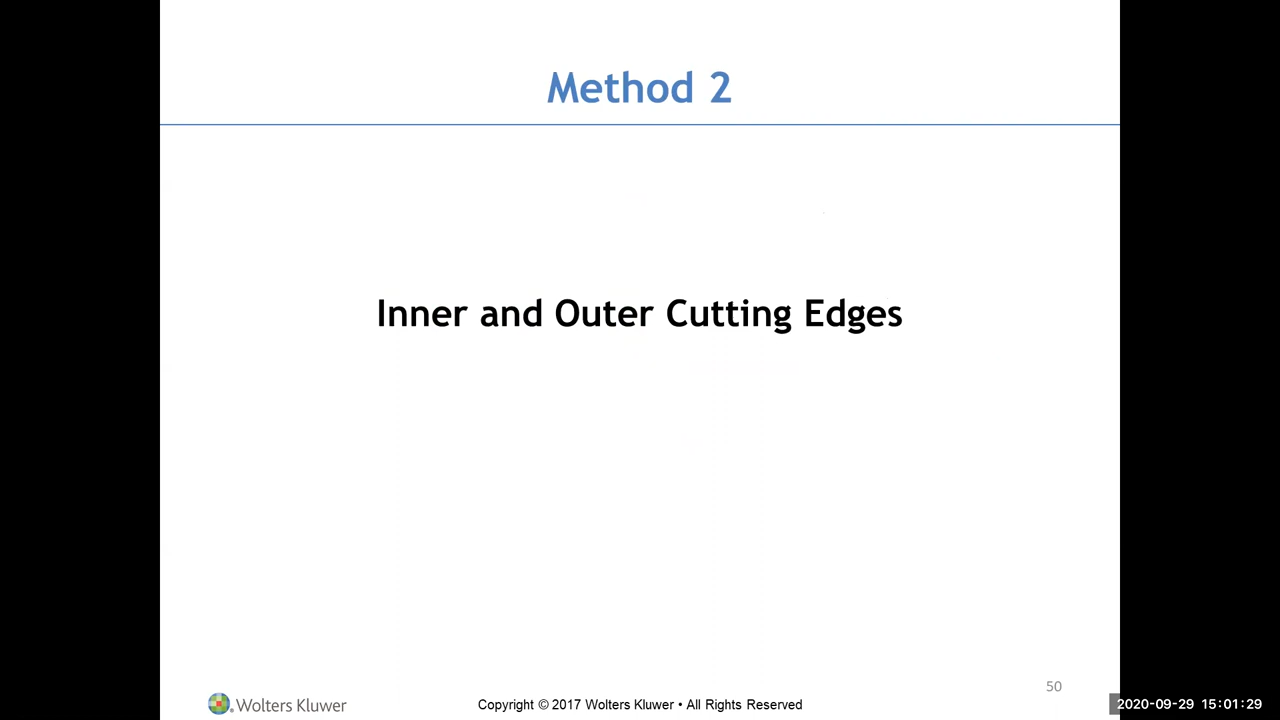 Method 2
Inner and Outer Cutting Edges
50
Wolters Kluwer
Copyright © 2017 Wolters Kluwer • All Rights Reserved
2020-09-29 15:01:29